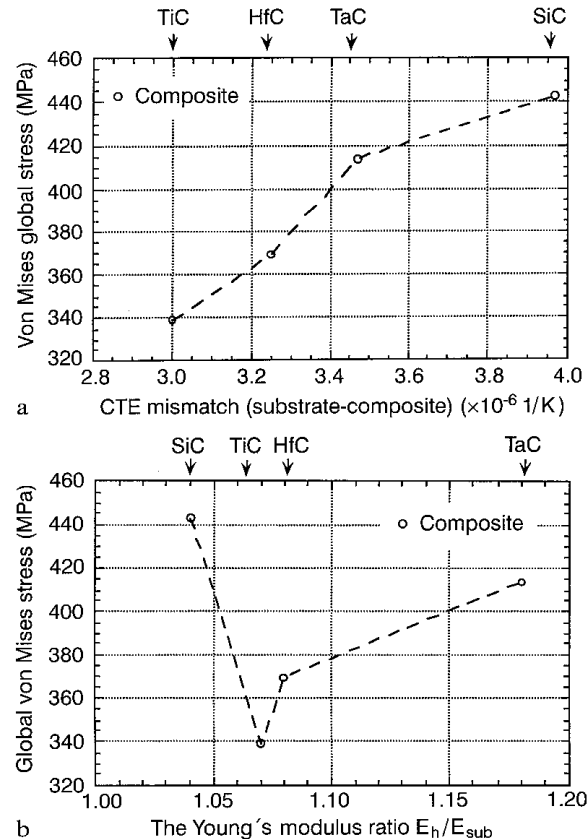 TiC HfC TaC SiC
460
440
420
400
370
360
340
320
Von Mises global stress (MPa)
Composite
2.8 3.0 3.2 3.4 3.6 3.8 4.0
a CTE mismatch (substrate-composite) (×10⁻⁶ 1/K)
SiC TiC HfC TaC
460
440
420
400
380
360
340
320
Global von Mises stress (MPa)
Composite
1.00 1.05 1.10 1.15 1.20
b The Young´s modulus ratio Eh/Esub